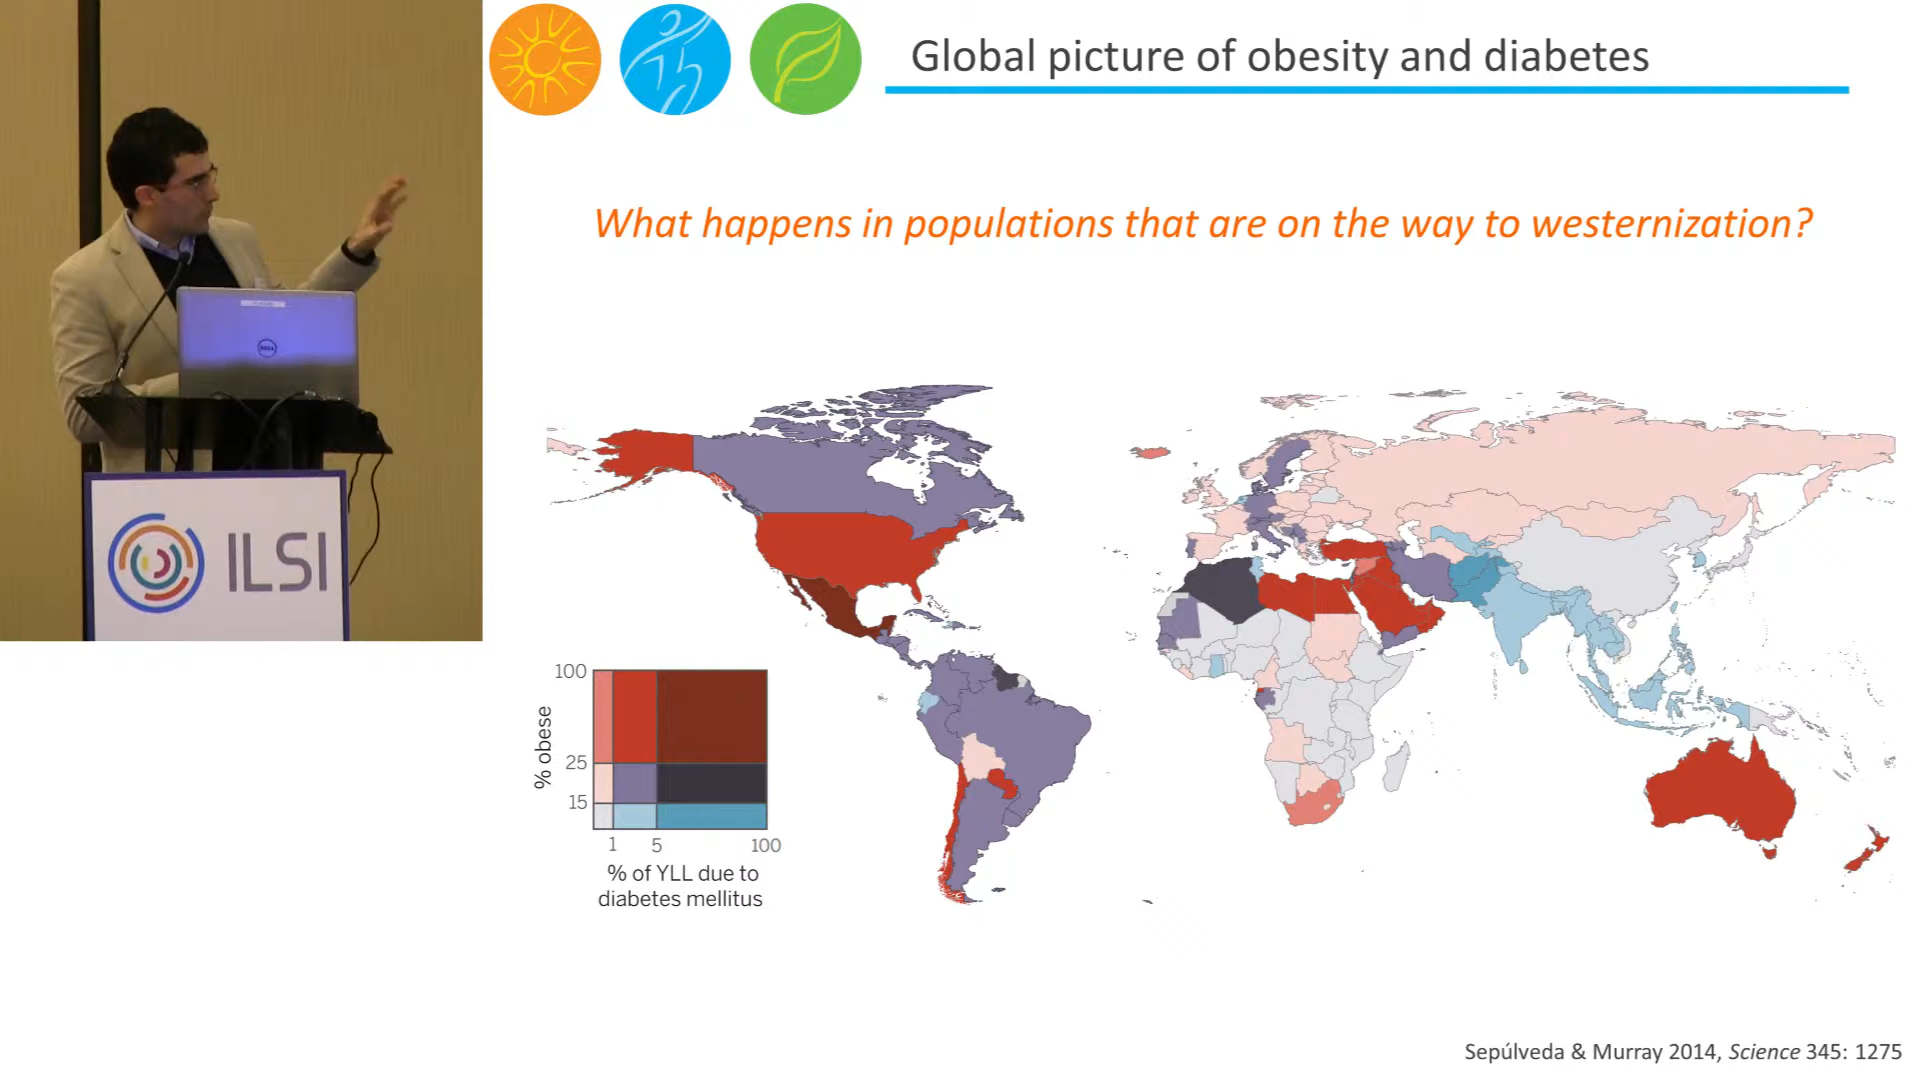 Global picture of obesity and diabetes
What happens in populations that are on the way to westernization?
100
25
15
% obese
1 5 100
% of YLL due to
diabetes mellitus
DELL
ILSI
Sepúlveda & Murray 2014, Science 345: 1275